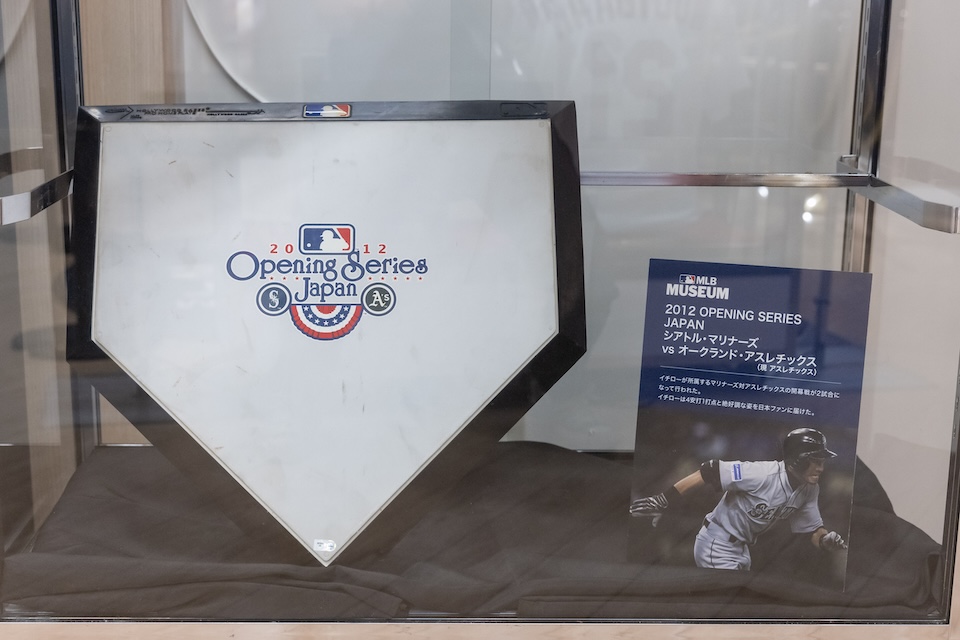 2012
Opening Series
Japan
S
A's
MLB
MUSEUM
2012 OPENING SERIES
JAPAN
シアトル・マリナーズ
vs オークランド・アスレチックス
(現 アスレチックス)
イチローが所属するマリナーズ対アスレチックスの開幕戦が2試合に
なって行われた。
イチローは4安打1打点と絶好調な姿を日本ファンに届けた。